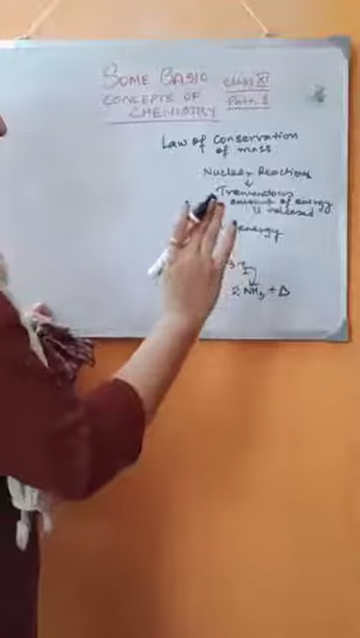 SOME BASIC class XI
CONCEPTS OF Part 1
CHEMISTRY
Law of Conservation
of mass
Nuclear Reactions
↓
Tremendous
amount of energy
is released
energy
2NH3 + Δ